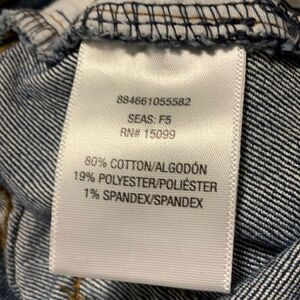 884661055582
SEAS: F5
RN# 15099
80% COTTON/ALGODÓN
19% POLYESTER/POLIÉSTER
1% SPANDEX/SPANDEX